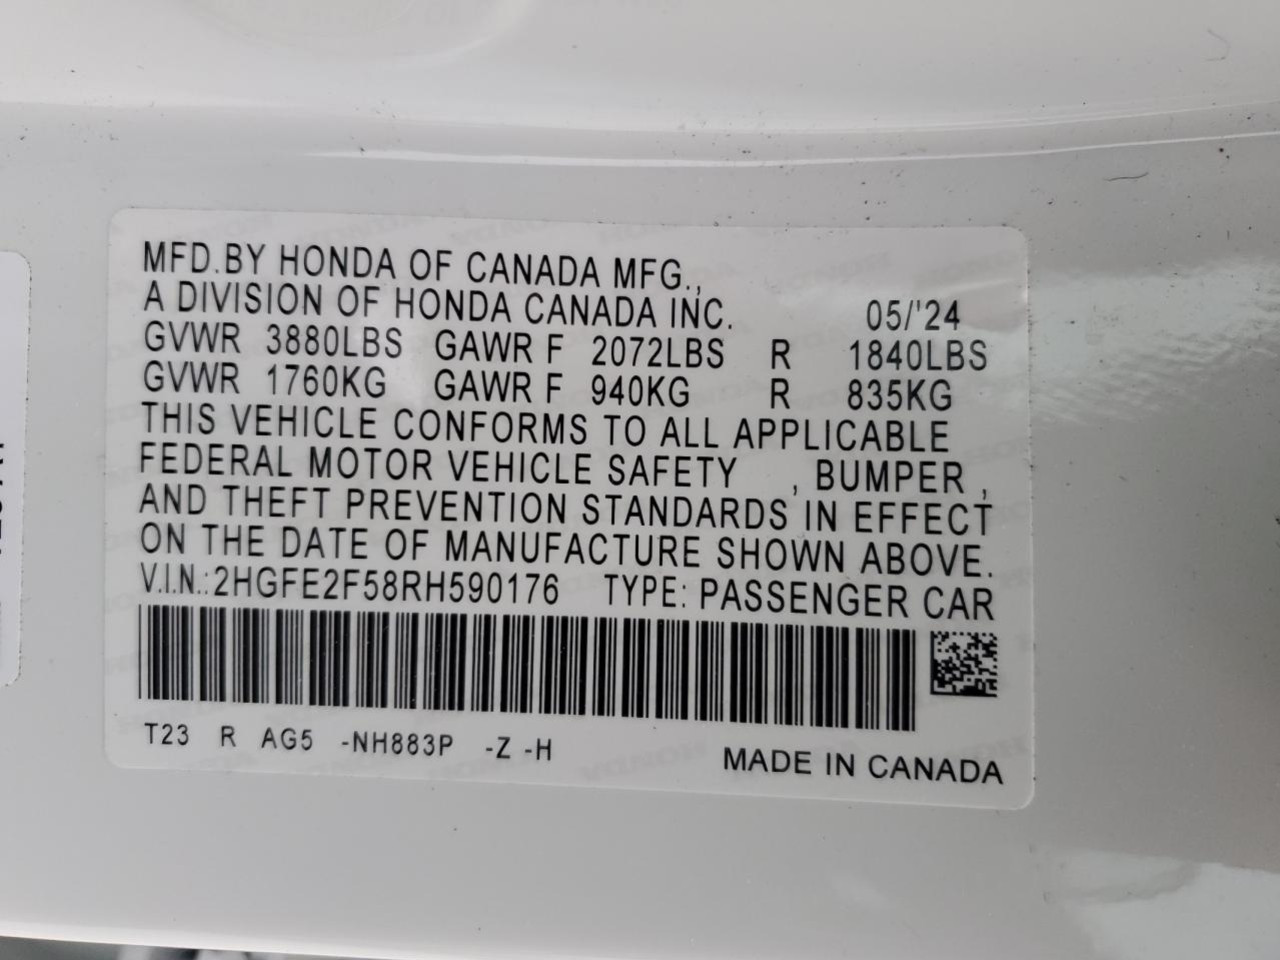 MFD.BY HONDA OF CANADA MFG.,
A DIVISION OF HONDA CANADA INC. 05/'24
GVWR 3880LBS GAWR F 2072LBS R 1840LBS
GVWR 1760KG GAWR F 940KG R 835KG
THIS VEHICLE CONFORMS TO ALL APPLICABLE
FEDERAL MOTOR VEHICLE SAFETY , BUMPER ,
AND THEFT PREVENTION STANDARDS IN EFFECT
ON THE DATE OF MANUFACTURE SHOWN ABOVE.
V.I.N.:2HGFE2F58RH590176 TYPE: PASSENGER CAR
T23 R AG5 -NH883P -Z -H
MADE IN CANADA